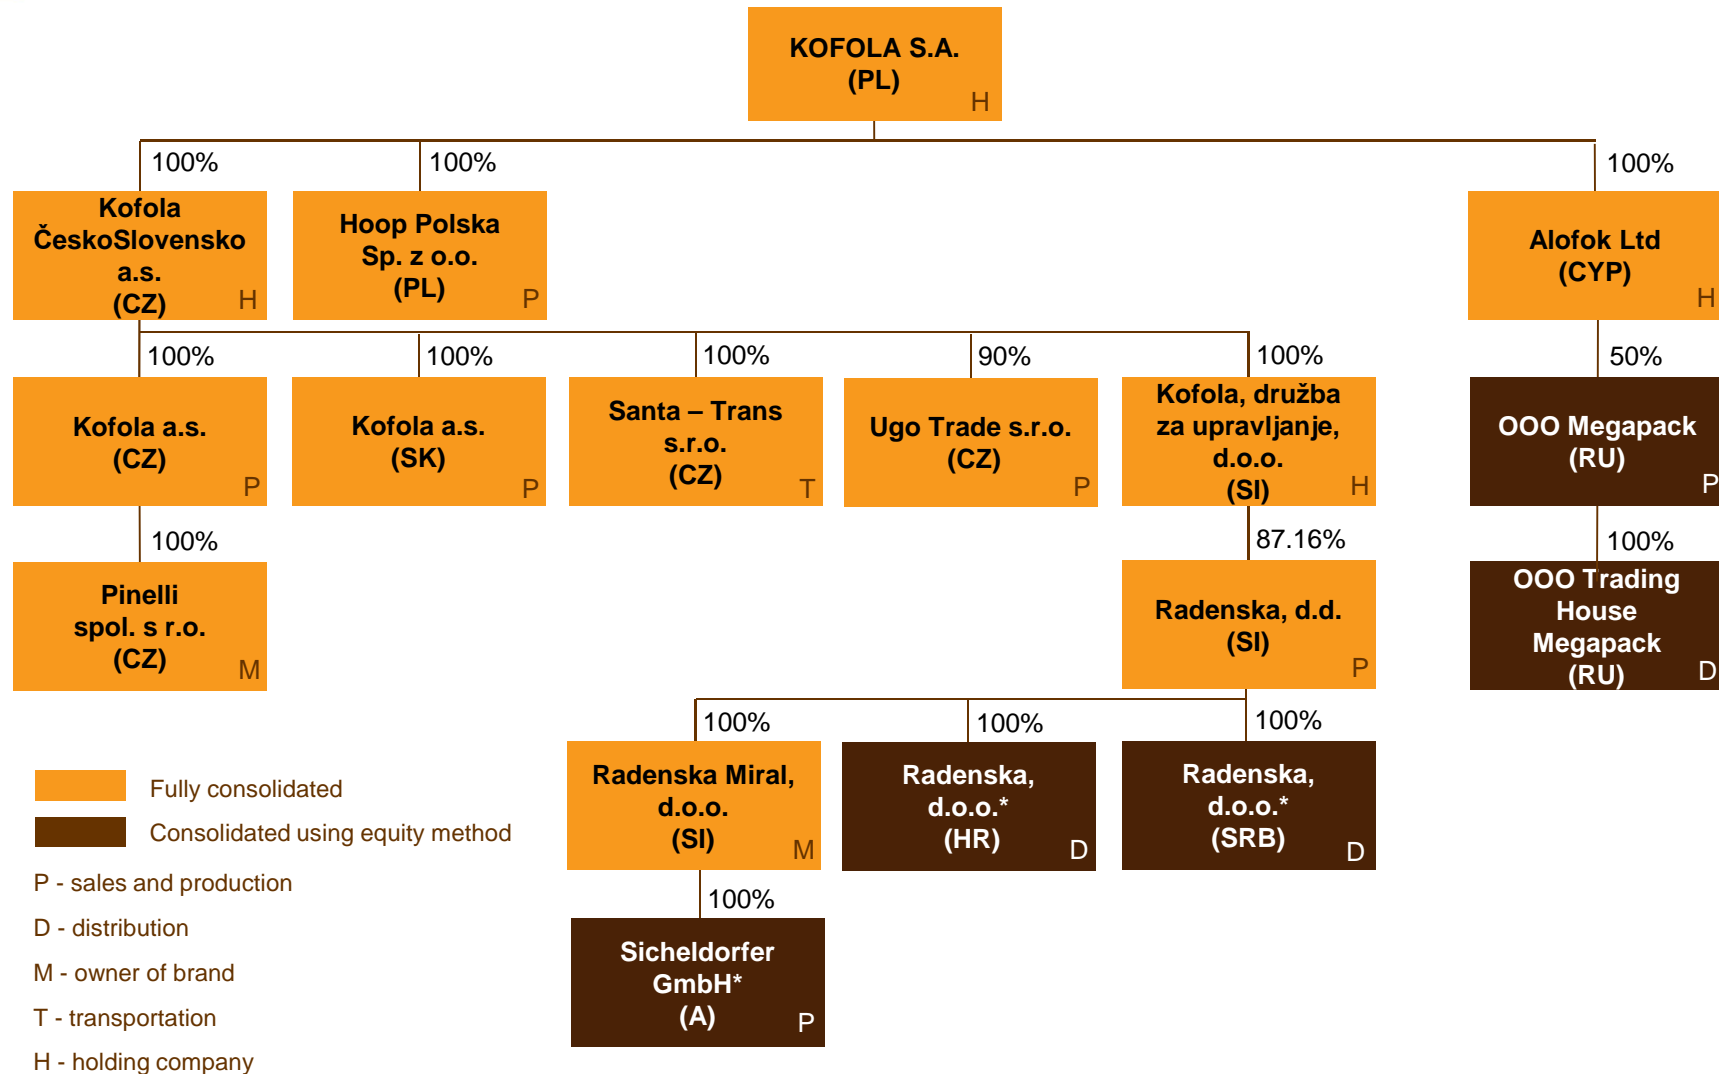 KOFOLA S.A.
(PL)
H
100%
100%
100%
Kofola
ČeskoSlovensko
a.s.
(CZ)
H
Hoop Polska
Sp. z o.o.
(PL)
P
Alofok Ltd
(CYP)
H
100%
100%
100%
90%
100%
50%
Kofola a.s.
(CZ)
P
Kofola a.s.
(SK)
P
Santa – Trans
s.r.o.
(CZ)
T
Ugo Trade s.r.o.
(CZ)
P
Kofola, družba
za upravljanje,
d.o.o.
(SI)
H
OOO Megapack
(RU)
P
100%
87.16%
100%
Pinelli
spol. s r.o.
(CZ)
M
Radenska, d.d.
(SI)
P
OOO Trading
House
Megapack
(RU)
D
100%
100%
100%
Radenska Miral,
d.o.o.
(SI)
M
Radenska,
d.o.o.*
(HR)
D
Radenska,
d.o.o.*
(SRB)
D
100%
Sicheldorfer
GmbH*
(A)
P
Fully consolidated
Consolidated using equity method
P - sales and production
D - distribution
M - owner of brand
T - transportation
H - holding company